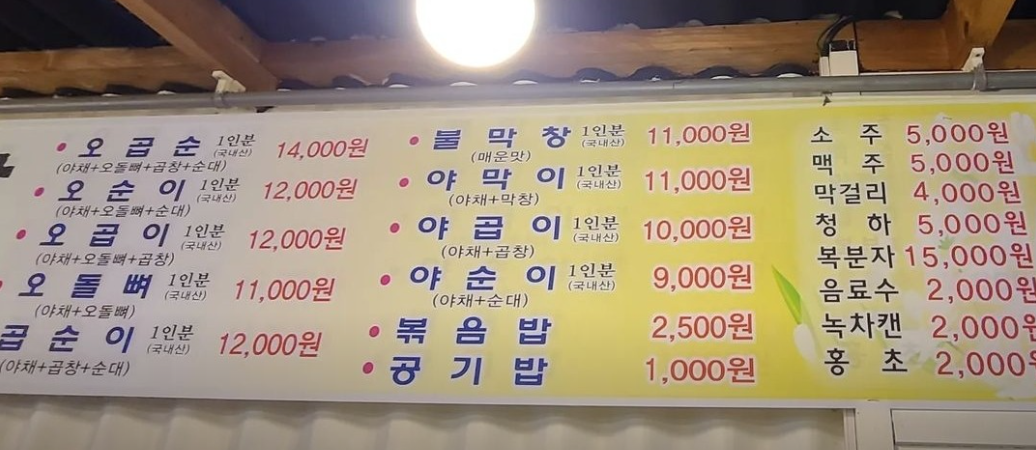 오곱순 1인분 (국내산) 14,000원
(야채+오돌뼈+곱창+순대)
오순이 1인분 (국내산) 12,000원
(야채+오돌뼈+순대)
오곱이 1인분 (국내산) 12,000원
(야채+오돌뼈+곱창)
오돌뼈 1인분 (국내산) 11,000원
(야채+오돌뼈)
곱순이 1인분 (국내산) 12,000원
(야채+곱창+순대)
불막창 1인분 (국내산) 11,000원
(매운맛)
야막이 1인분 (국내산) 11,000원
(야채+막창)
야곱이 1인분 (국내산) 10,000원
(야채+곱창)
야순이 1인분 (국내산) 9,000원
(야채+순대)
볶음밥 2,500원
공기밥 1,000원
소주 5,000원
맥주 5,000원
막걸리 4,000원
청하 5,000원
복분자 15,000원
음료수 2,000원
녹차캔 2,000원
홍초 2,000원